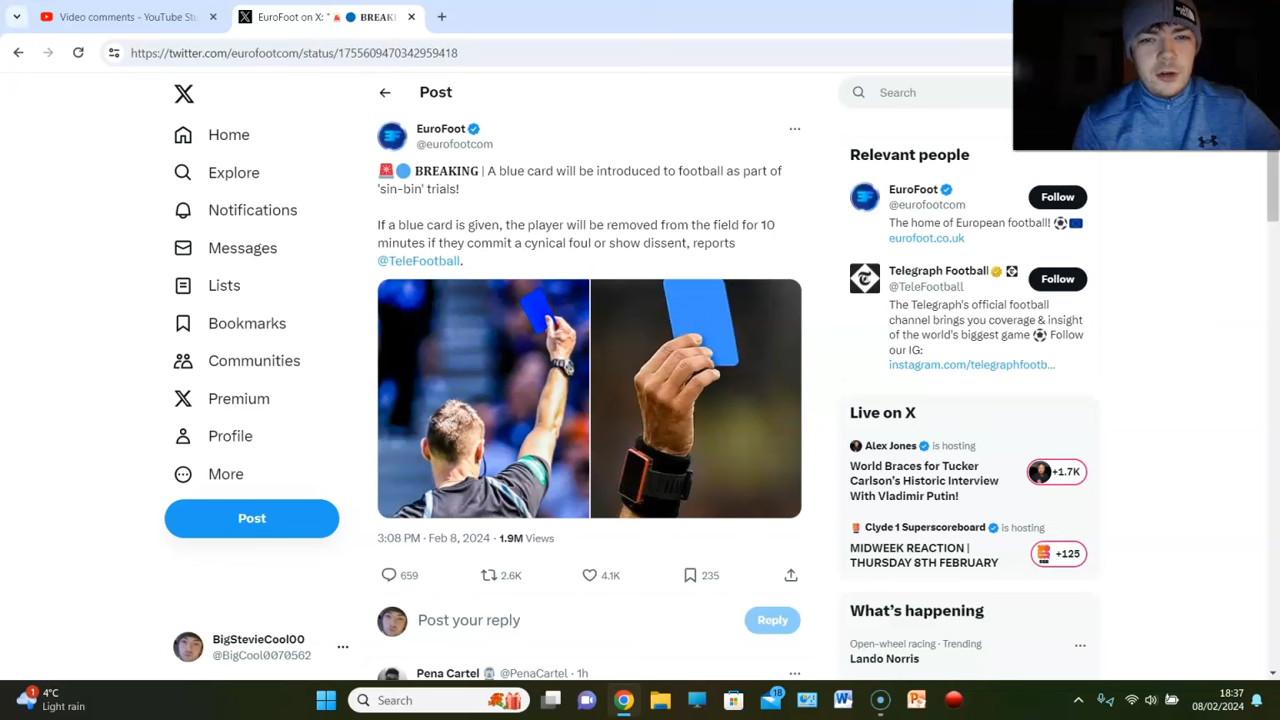 Video comments - YouTube St
EuroFoot on X: " 🚨 🔵 𝐁𝐑𝐄𝐀𝐊𝐈
https://twitter.com/eurofootcom/status/1755609470342959418
Home
Explore
Notifications
Messages
Lists
Bookmarks
Communities
Premium
Profile
More
Post
BigStevieCool00
@BigCool0070562
Post
EuroFoot
@eurofootcom
🚨🔵 𝐁𝐑𝐄𝐀𝐊𝐈𝐍𝐆 | A blue card will be introduced to football as part of
'sin-bin' trials!
If a blue card is given, the player will be removed from the field for 10
minutes if they commit a cynical foul or show dissent, reports
@TeleFootball.
3:08 PM · Feb 8, 2024 · 1.9M Views
659 2.6K 4.1K 235
Post your reply
Reply
Pena Cartel @PenaCartel · 1h
Search
Relevant people
EuroFoot
@eurofootcom
Follow
The home of European football! ⚽🇪🇺
eurofoot.co.uk
Telegraph Football
@TeleFootball
Follow
The Telegraph's official football
channel brings you coverage & insight
of the world's biggest game ⚽ Follow
our IG:
instagram.com/telegraphfootb...
Live on X
Alex Jones is hosting
World Braces for Tucker
Carlson's Historic Interview
With Vladimir Putin!
+1.7K
Clyde 1 Superscoreboard is hosting
MIDWEEK REACTION |
THURSDAY 8TH FEBRUARY
+125
What's happening
Open-wheel racing · Trending
Lando Norris
1
4°C
Light rain
Search
18
18:37
08/02/2024